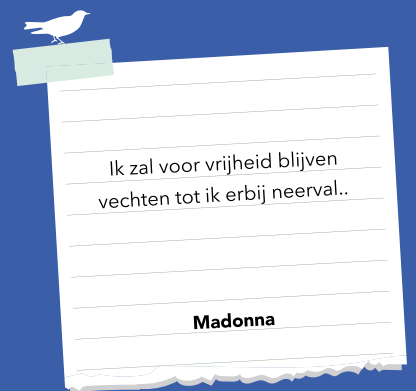 Ik zal voor vrijheid blijven
vechten tot ik erbij neerval..
Madonna